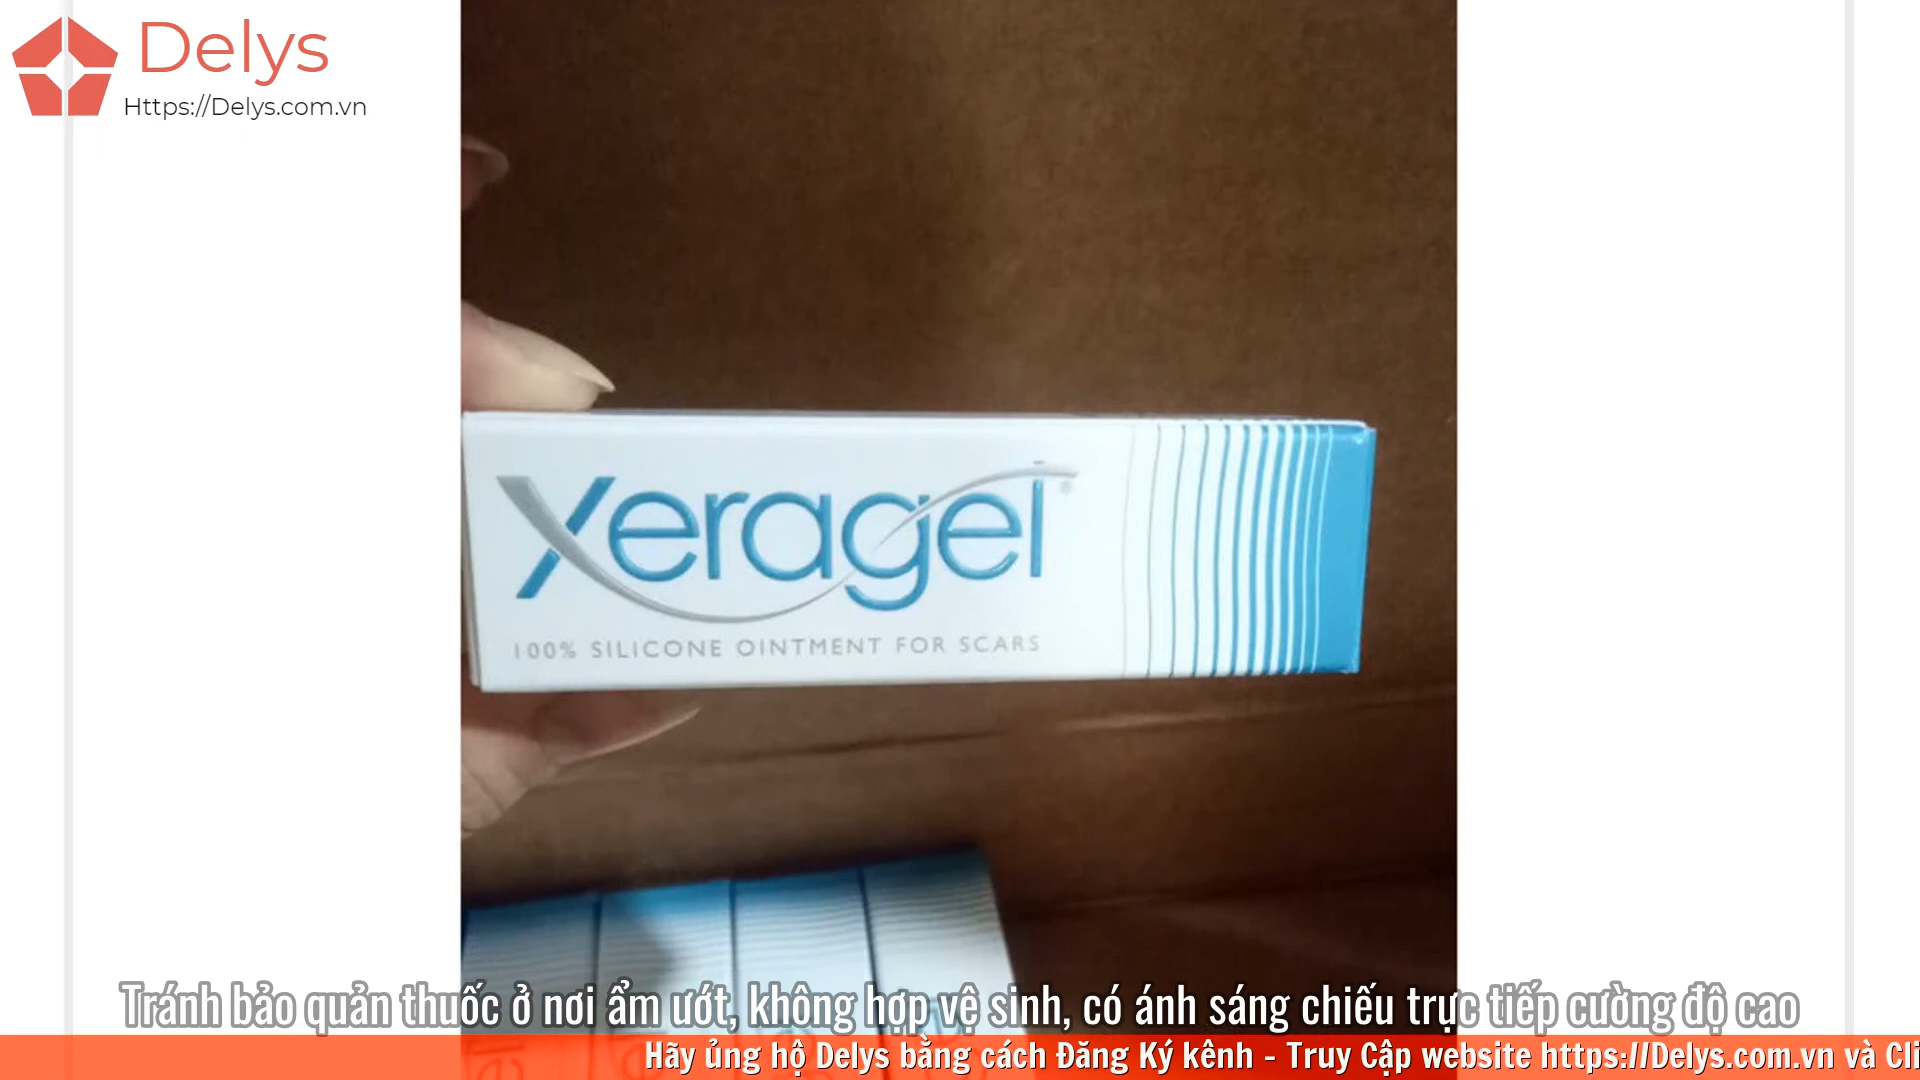 Delys
Https://Delys.com.vn
Xeragel®
100% SILICONE OINTMENT FOR SCARS
Tránh bảo quản thuốc ở nơi ẩm ướt, không hợp vệ sinh, có ánh sáng chiếu trực tiếp cường độ cao
Hãy ủng hộ Delys bằng cách Đăng Ký kênh - Truy Cập website https://Delys.com.vn và Cli